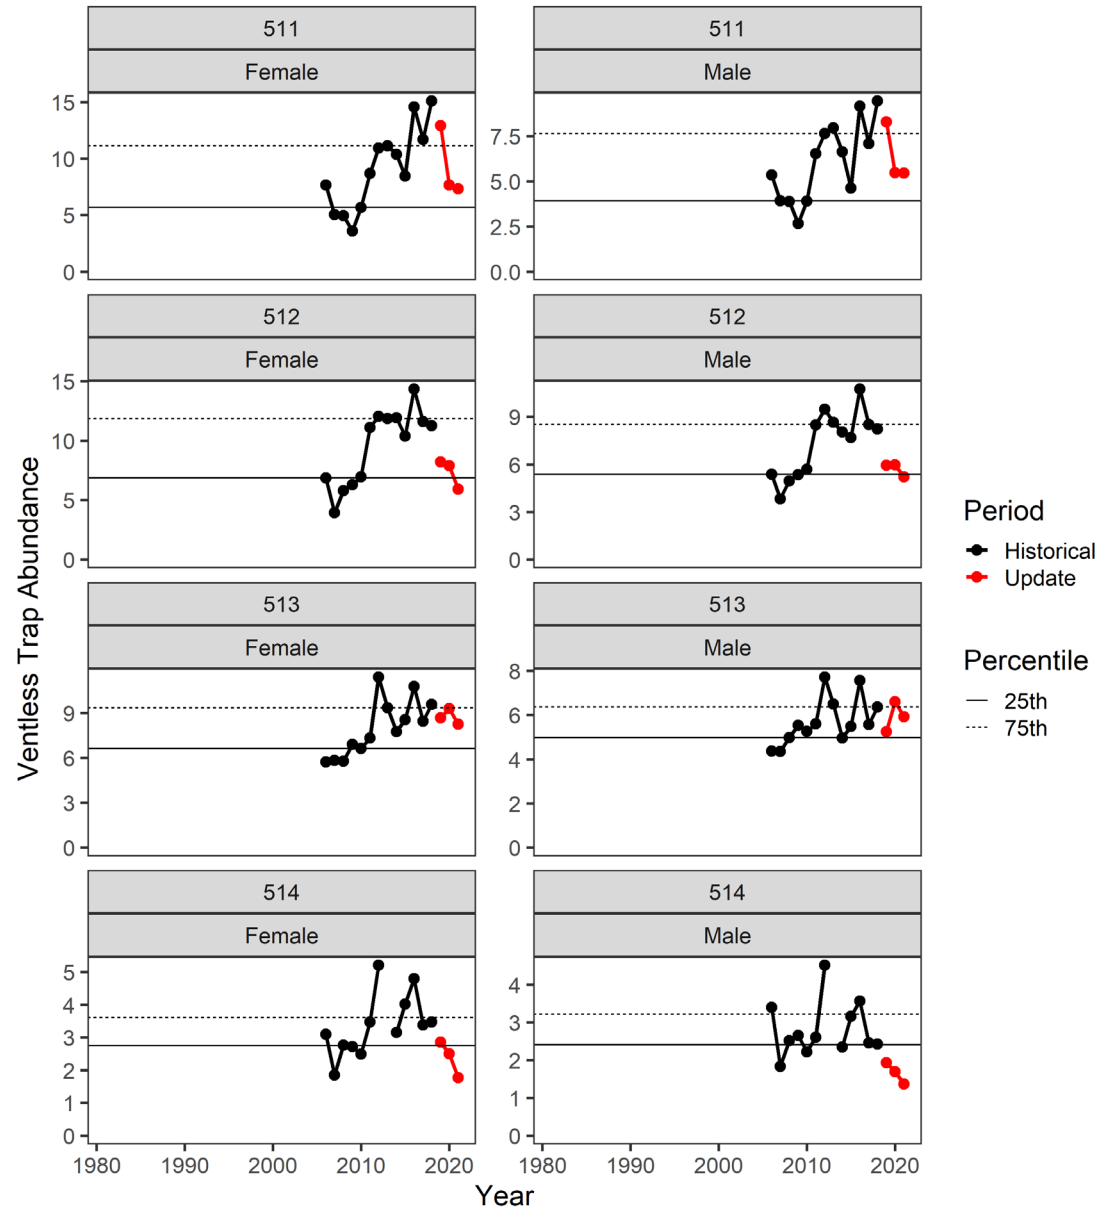 511
511
Female
Male
15
10
5
0
7.5
5.0
2.5
0.0
512
512
Female
Male
15
10
5
0
9
6
3
0
513
513
Female
Male
9
6
3
0
8
6
4
2
0
514
514
Female
Male
5
4
3
2
1
0
4
3
2
1
0
1980 1990 2000 2010 2020
1980 1990 2000 2010 2020
Year
Ventless Trap Abundance
Period
Historical
Update
Percentile
25th
75th